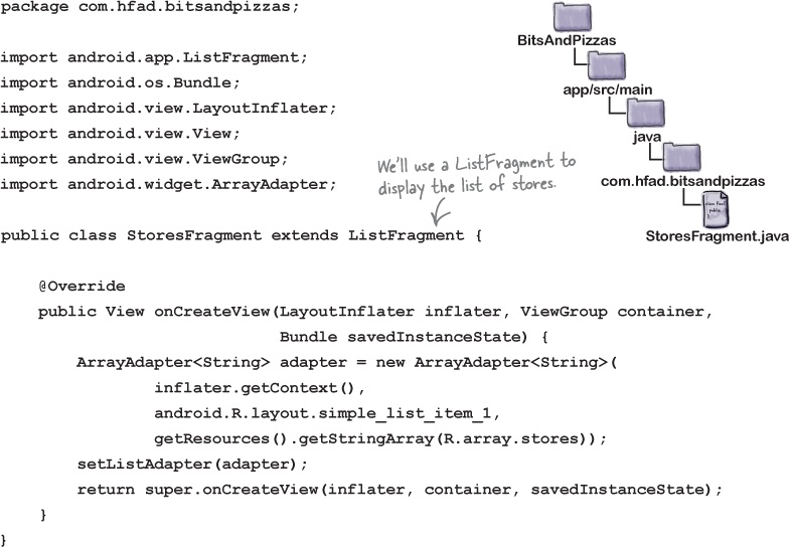 package com.hfad.bitsandpizzas;
import android.app.ListFragment;
import android.os.Bundle;
import android.view.LayoutInflater;
import android.view.View;
import android.view.ViewGroup;
import android.widget.ArrayAdapter;
We'll use a ListFragment to
display the list of stores.
public class StoresFragment extends ListFragment {
@Override
public View onCreateView(LayoutInflater inflater, ViewGroup container,
Bundle savedInstanceState) {
ArrayAdapter<String> adapter = new ArrayAdapter<String>(
inflater.getContext(),
android.R.layout.simple_list_item_1,
getResources().getStringArray(R.array.stores));
setListAdapter(adapter);
return super.onCreateView(inflater, container, savedInstanceState);
}
}
BitsAndPizzas
app/src/main
java
com.hfad.bitsandpizzas
StoresFragment.java